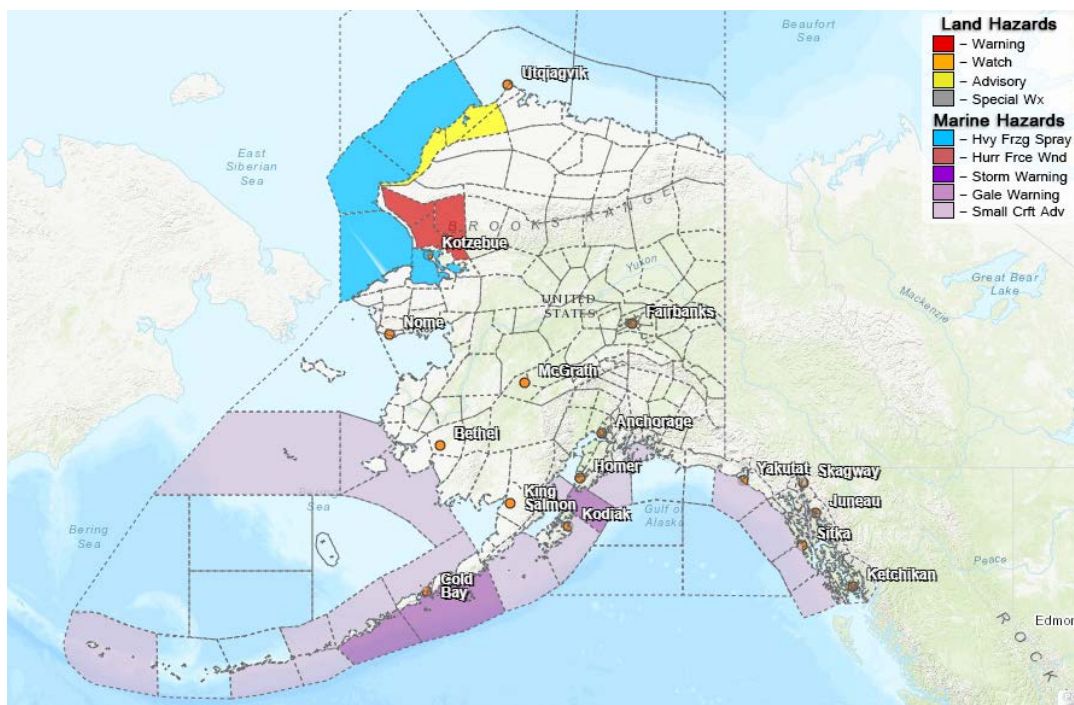 Beaufort
Sea
Land Hazards
– Warning
– Watch
– Advisory
– Special Wx
Marine Hazards
– Hvy Frzg Spray
– Hurr Frce Wnd
– Storm Warning
– Gale Warning
– Small Crft Adv
Utqiagvik
East
Siberian
Sea
BROOKS RANGE
Kotzebue
Yukon
Great Bear
Lake
Mackenzie
UNITED
STATES
Fairbanks
Nome
McGrath
Anchorage
Bethel
Homer
Yakutat
Skagway
King
Salmon
Kodiak
Juneau
Gulf of
Alaska
Sitka
Bering
Sea
Sea
Peace
Cold
Bay
Ketchikan
Edmon
ROCK